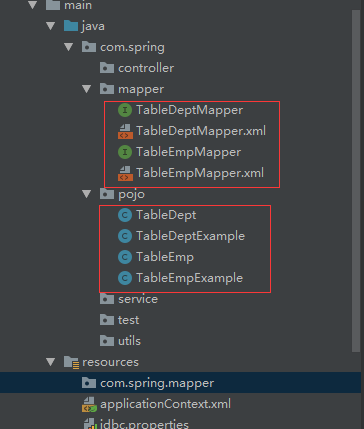 main
java
com.spring
controller
mapper
TableDeptMapper
TableDeptMapper.xml
TableEmpMapper
TableEmpMapper.xml
pojo
TableDept
TableDeptExample
TableEmp
TableEmpExample
service
test
utils
resources
com.spring.mapper
applicationContext.xml
jdbc.properties